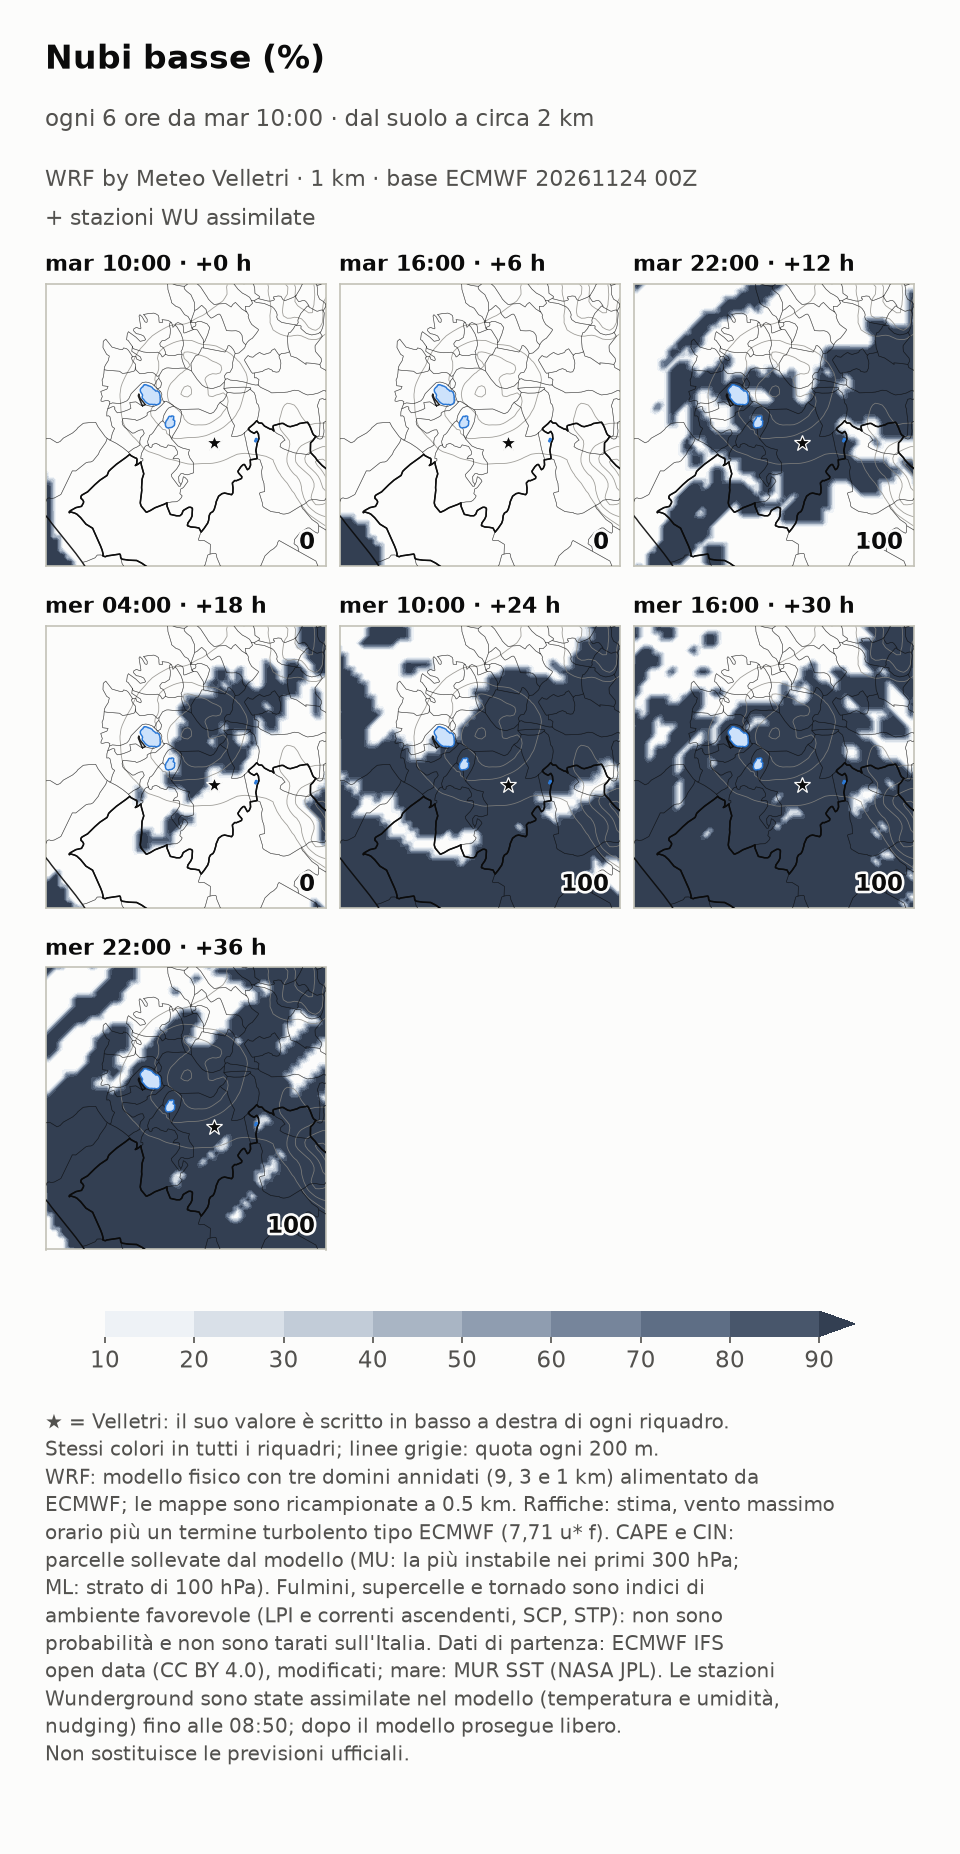 Nubi basse (%)
ogni 6 ore da mar 10:00 · dal suolo a circa 2 km
WRF by Meteo Velletri · 1 km · base ECMWF 20261124 00Z
+ stazioni WU assimilate
mar 10:00 · +0 h
mar 16:00 · +6 h
mar 22:00 · +12 h
0
0
100
mer 04:00 · +18 h
mer 10:00 · +24 h
mer 16:00 · +30 h
0
100
100
mer 22:00 · +36 h
100
10 20 30 40 50 60 70 80 90
★ = Velletri: il suo valore è scritto in basso a destra di ogni riquadro.
Stessi colori in tutti i riquadri; linee grigie: quota ogni 200 m.
WRF: modello fisico con tre domini annidati (9, 3 e 1 km) alimentato da
ECMWF; le mappe sono ricampionate a 0.5 km. Raffiche: stima, vento massimo
orario più un termine turbolento tipo ECMWF (7,71 u* f). CAPE e CIN:
parcelle sollevate dal modello (MU: la più instabile nei primi 300 hPa;
ML: strato di 100 hPa). Fulmini, supercelle e tornado sono indici di
ambiente favorevole (LPI e correnti ascendenti, SCP, STP): non sono
probabilità e non sono tarati sull'Italia. Dati di partenza: ECMWF IFS
open data (CC BY 4.0), modificati; mare: MUR SST (NASA JPL). Le stazioni
Wunderground sono state assimilate nel modello (temperatura e umidità,
nudging) fino alle 08:50; dopo il modello prosegue libero.
Non sostituisce le previsioni ufficiali.